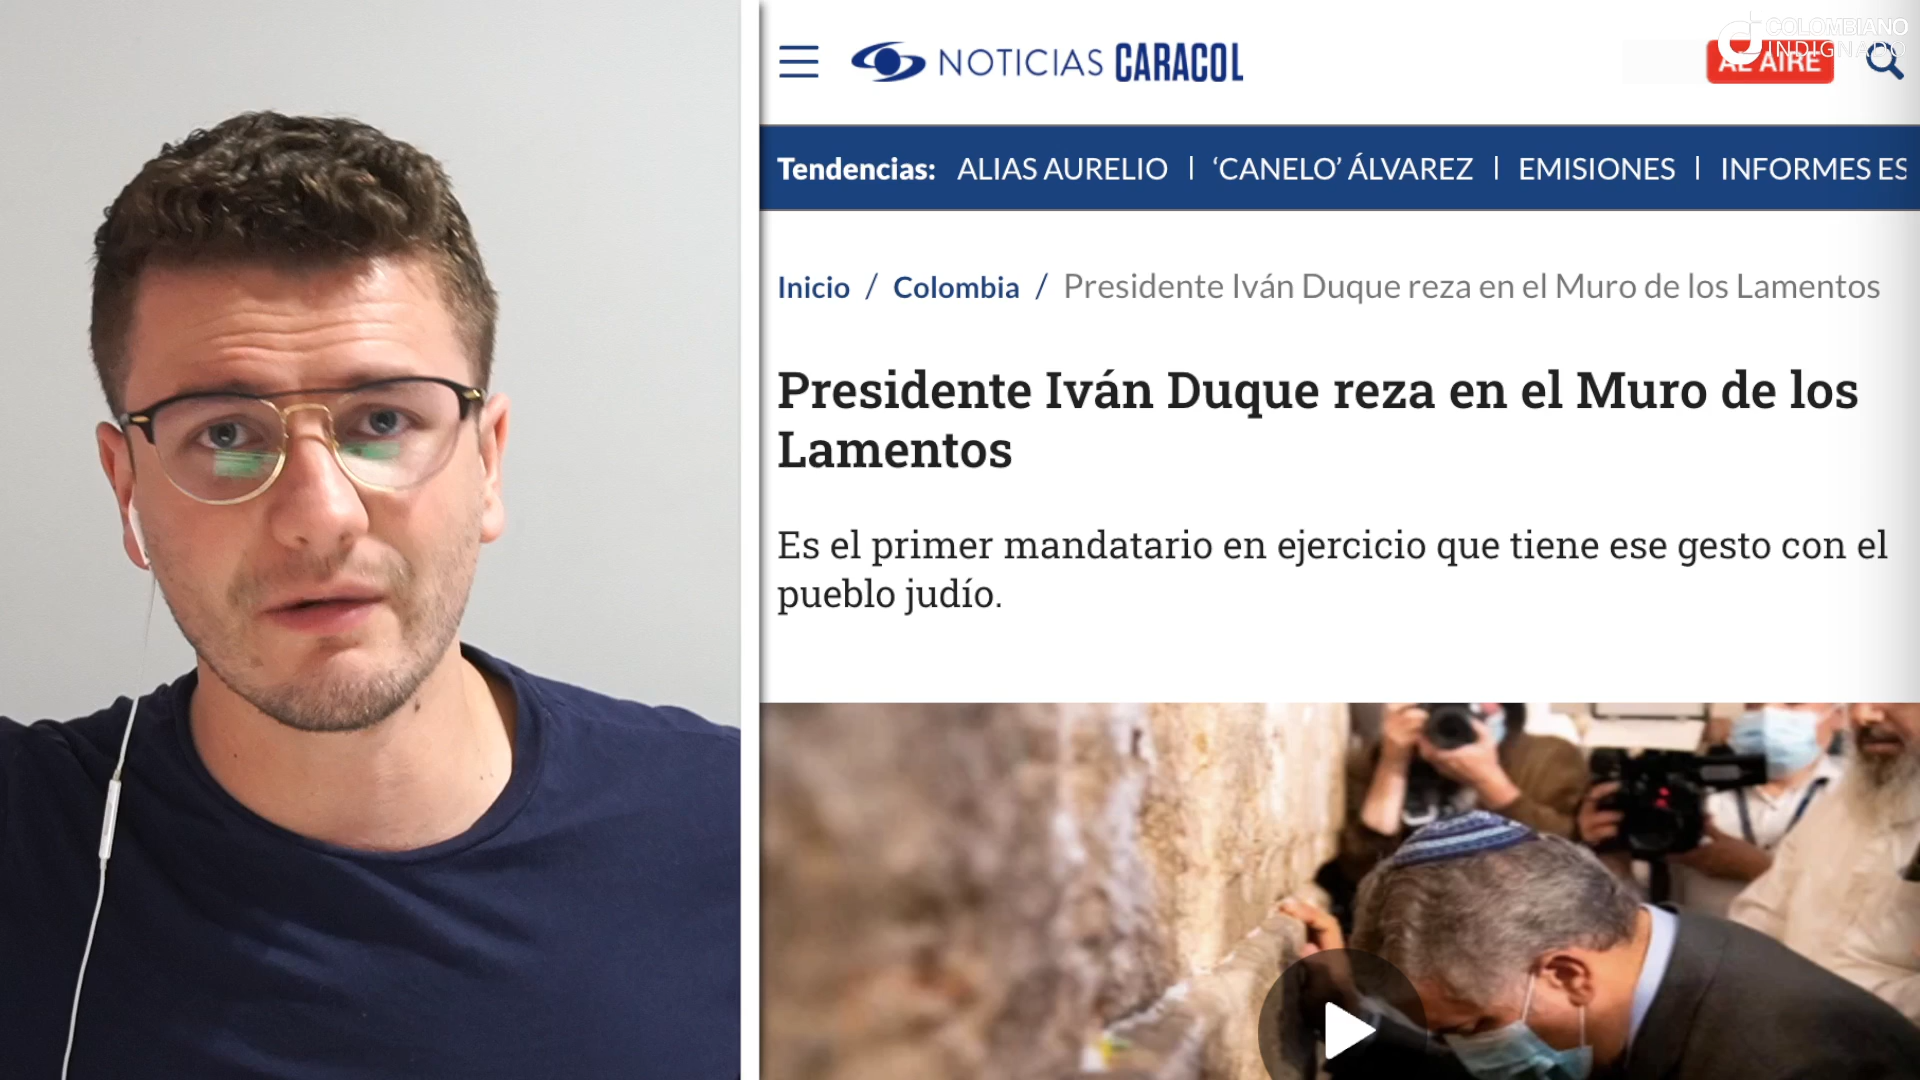 COLOMBIANO
INDIGNADO
NOTICIAS CARACOL
AL AIRE
Tendencias: ALIAS AURELIO | ‘CANELO’ ÁLVAREZ | EMISIONES | INFORMES ES
Inicio / Colombia / Presidente Iván Duque reza en el Muro de los Lamentos
Presidente Iván Duque reza en el Muro de los
Lamentos
Es el primer mandatario en ejercicio que tiene ese gesto con el
pueblo judío.